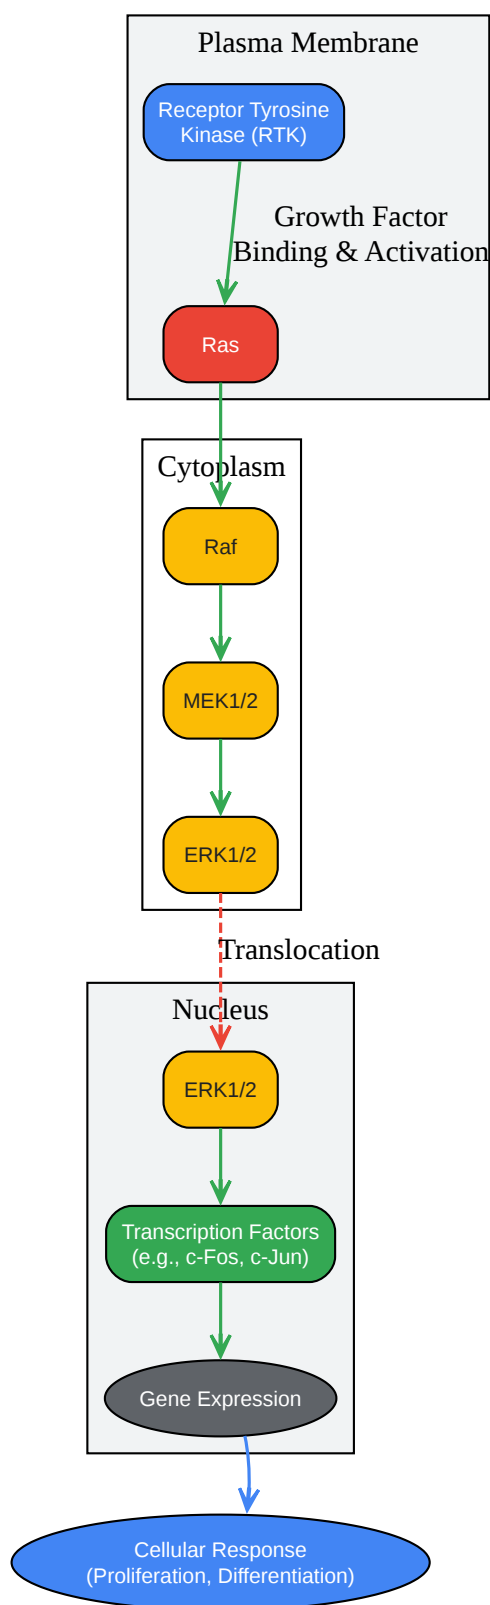 Plasma Membrane
Receptor Tyrosine
Kinase (RTK)
Growth Factor
Binding & Activation
Ras
Cytoplasm
Raf
MEK1/2
ERK1/2
Translocation
Nucleus
ERK1/2
Transcription Factors
(e.g., c-Fos, c-Jun)
Gene Expression
Cellular Response
(Proliferation, Differentiation)